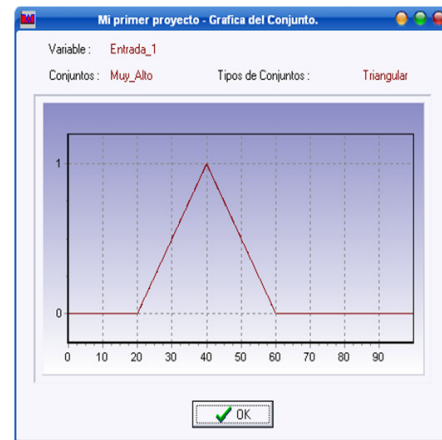 Mi primer proyecto - Grafica del Conjunto.
Variable : Entrada_1
Conjuntos : Muy_Alto Tipos de Conjuntos : Triangular
1
0
0 10 20 30 40 50 60 70 80 90
OK